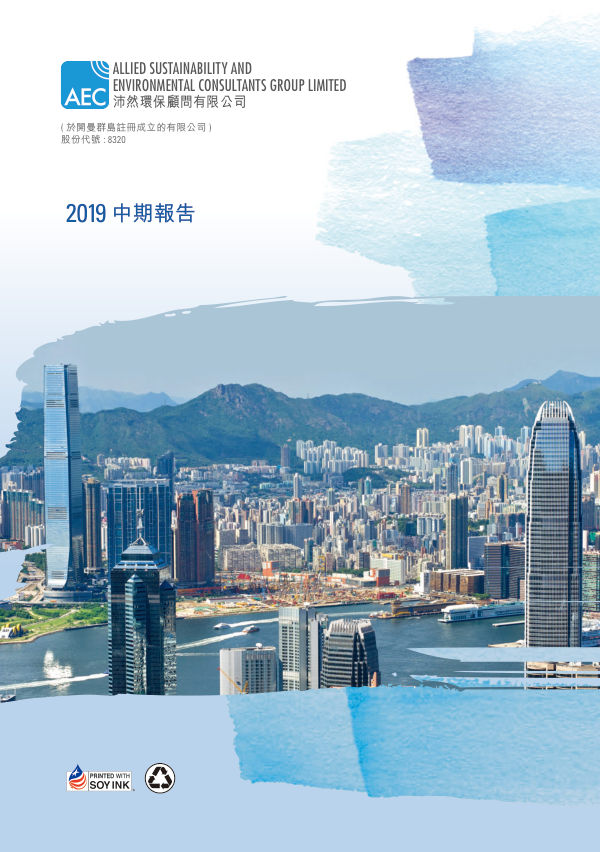 AEC
ALLIED SUSTAINABILITY AND
ENVIRONMENTAL CONSULTANTS GROUP LIMITED
沛然環保顧問有限公司
(於開曼群島註冊成立的有限公司)
股份代號 : 8320
2019 中期報告
PRINTED WITH
SOY INK